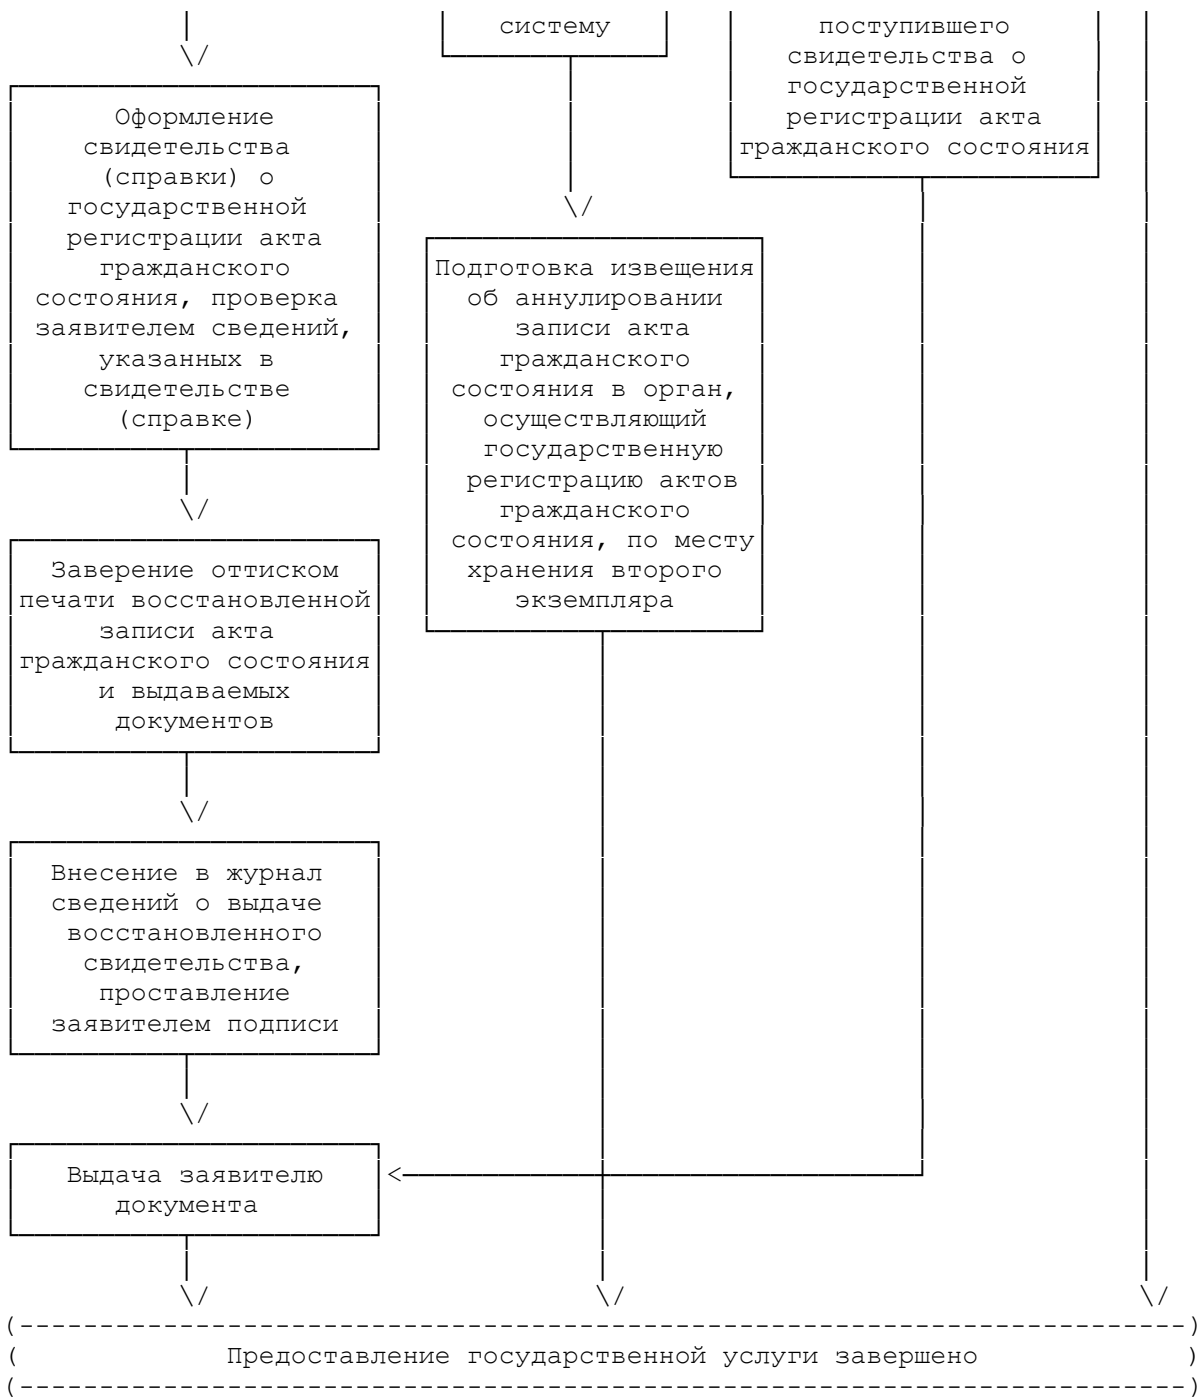 систему
поступившего
свидетельства о
государственной
регистрации акта
гражданского состояния
Оформление
свидетельства
(справки) о
государственной
регистрации акта
гражданского
состояния, проверка
заявителем сведений,
указанных в
свидетельстве
(справке)
Подготовка извещения
об аннулировании
записи акта
гражданского
состояния в орган,
осуществляющий
государственную
регистрацию актов
гражданского
состояния, по месту
хранения второго
экземпляра
Заверение оттиском
печати восстановленной
записи акта
гражданского состояния
и выдаваемых
документов
Внесение в журнал
сведений о выдаче
восстановленного
свидетельства,
проставление
заявителем подписи
Выдача заявителю
документа
Предоставление государственной услуги завершено